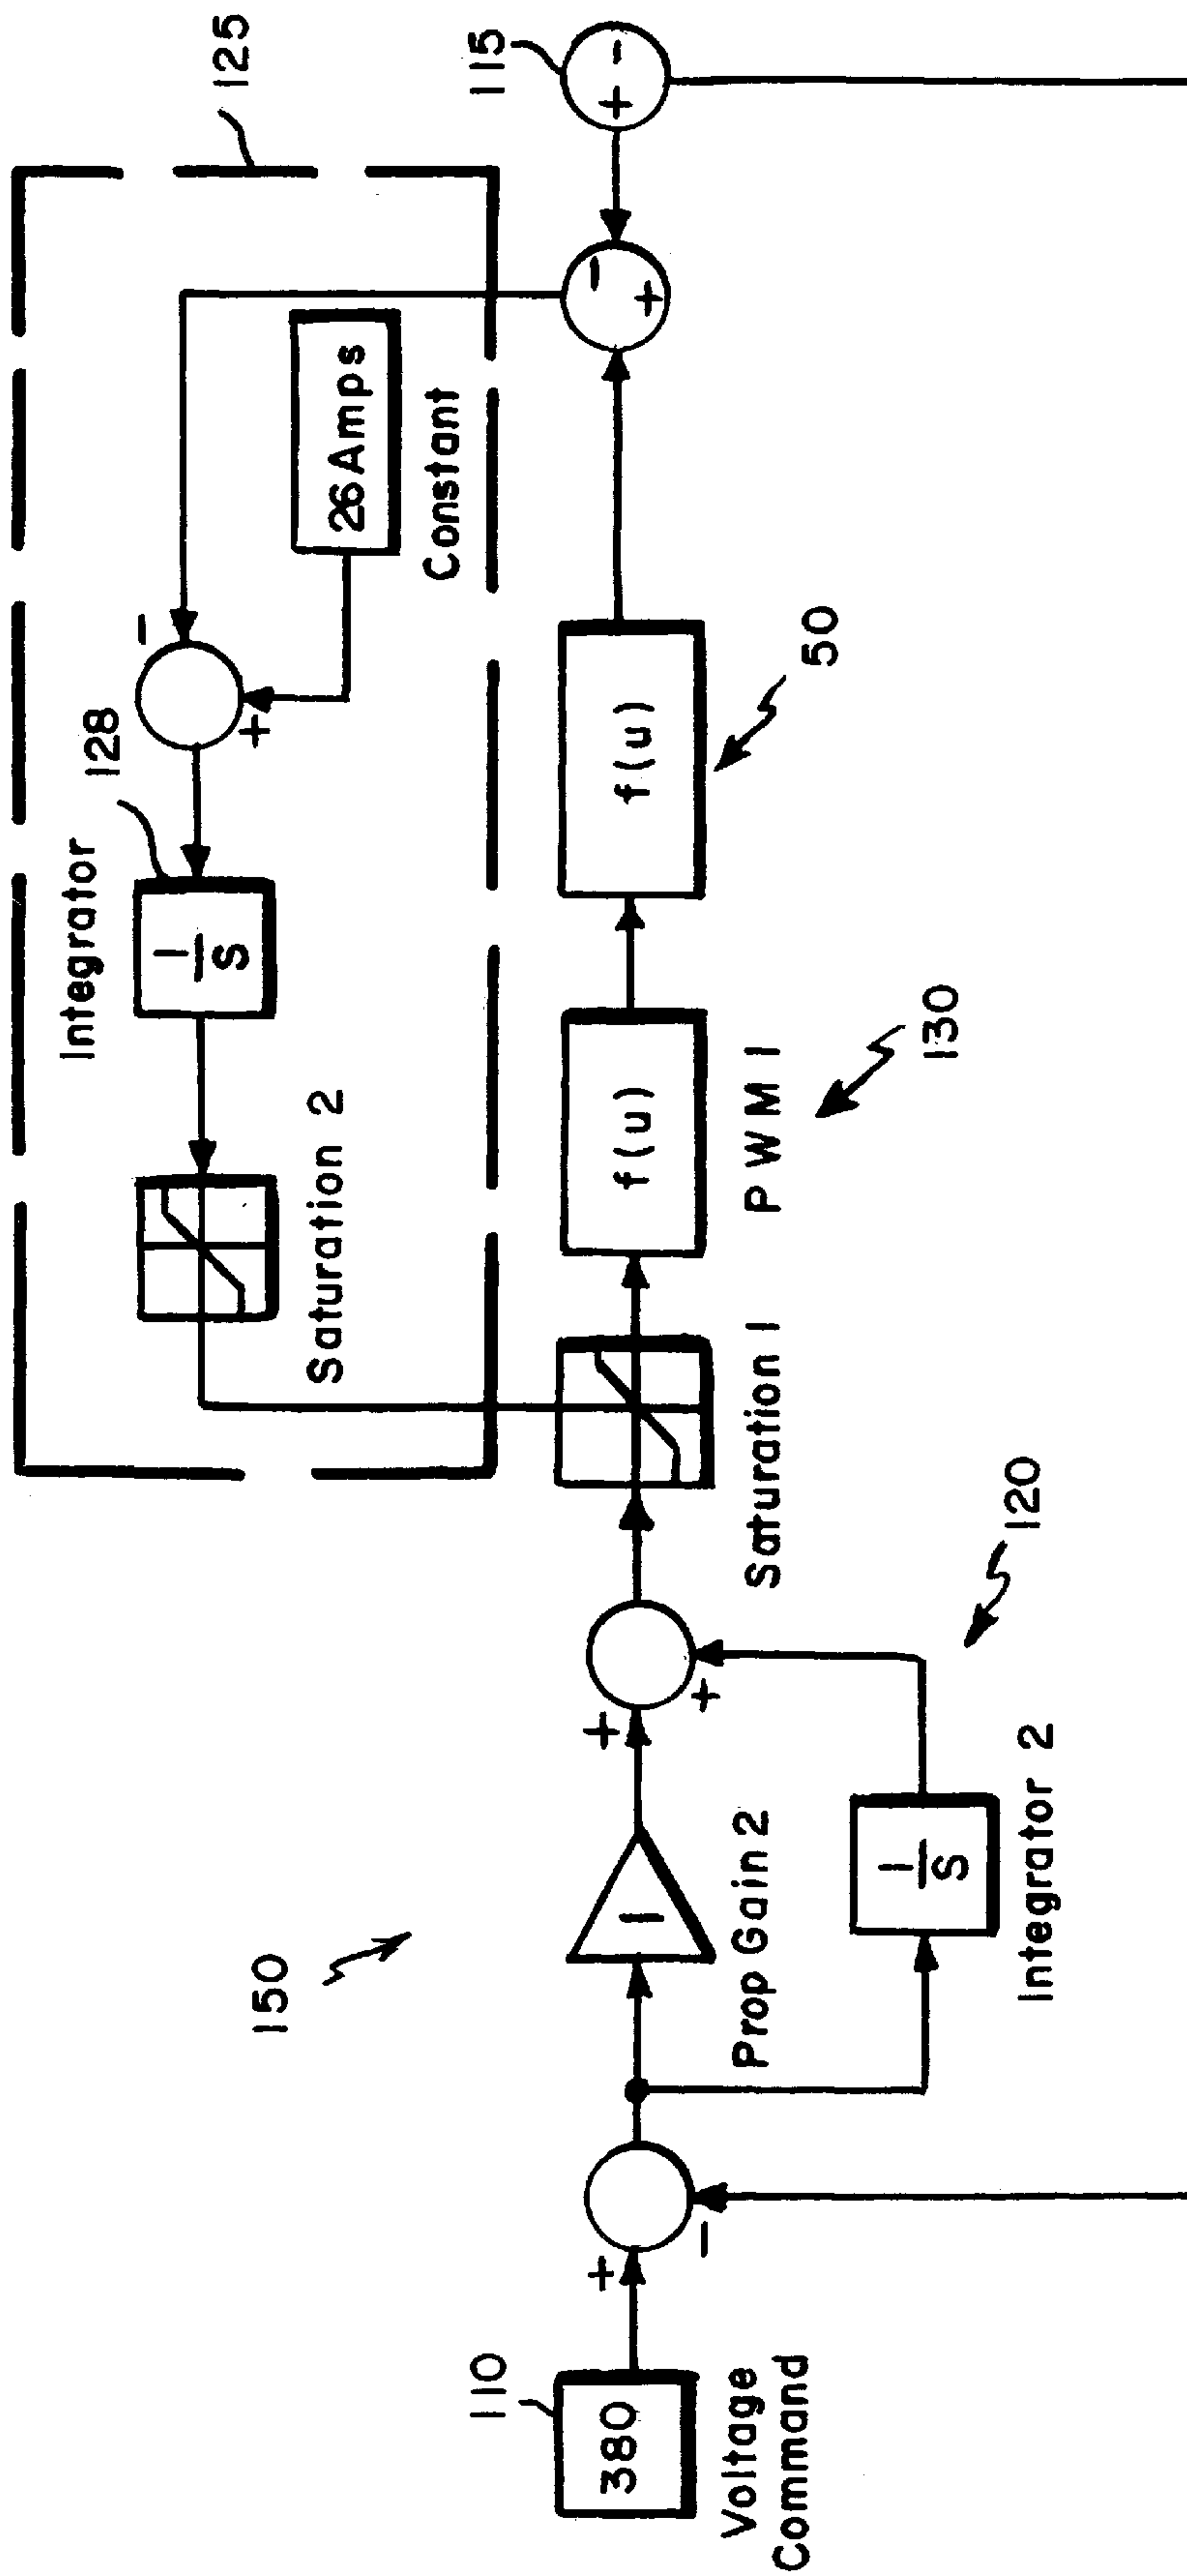 125
Integrator
128
1
S
Saturation 2
-
+
26 Amps
Constant
115
+ -
-
+
150
110
380
Voltage
Command
+
-
1
Prop Gain 2
+
+
1
S
Integrator 2
120
Saturation 1
f(u)
PWM 1
130
f(u)
50